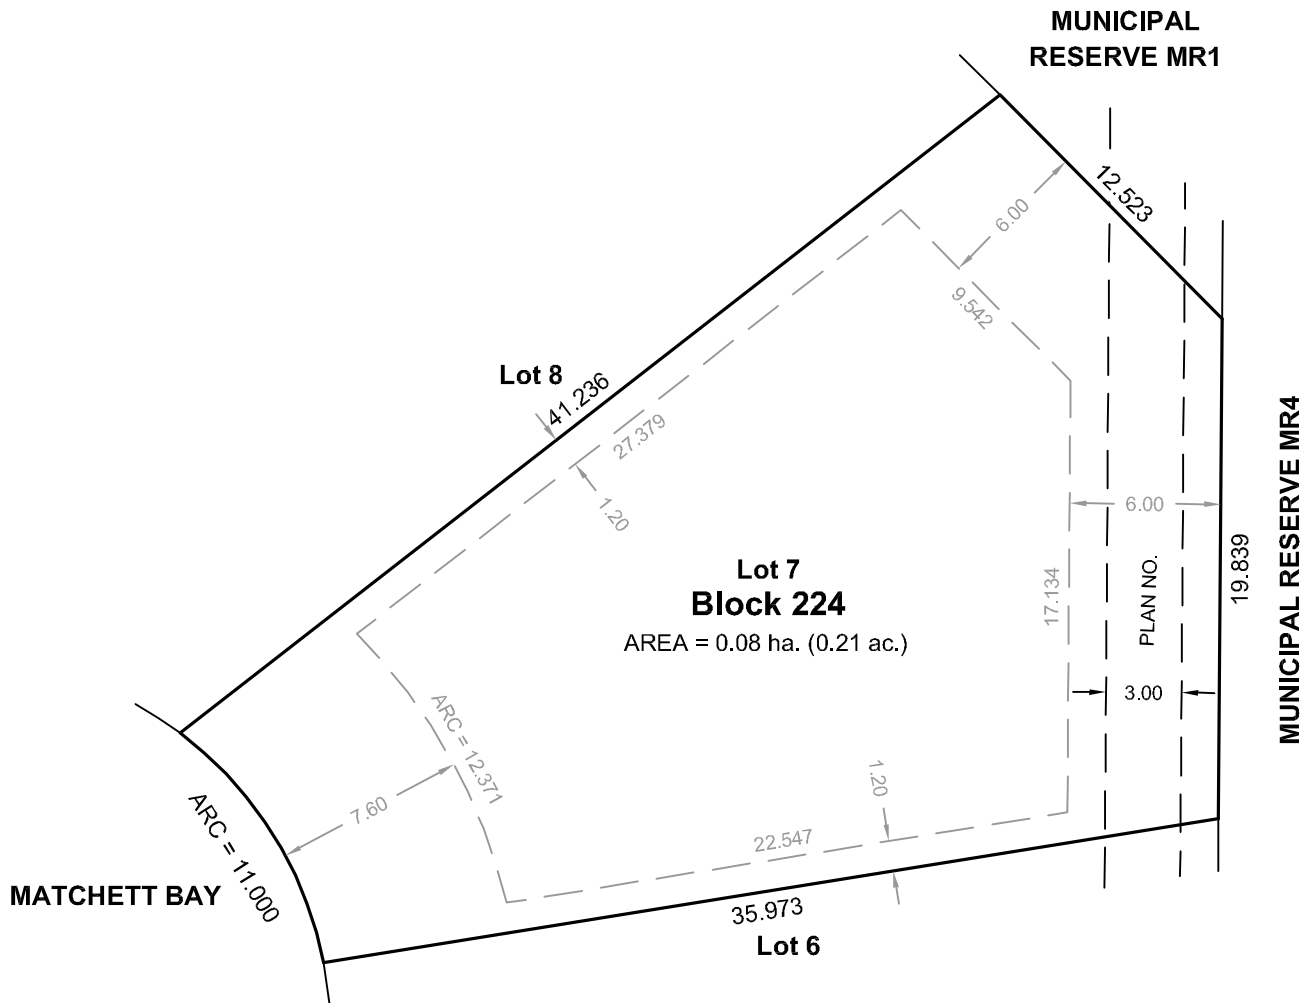 MUNICIPAL
RESERVE MR1
12.523
6.00
9.542
Lot 8
41.236
27.379
1.20
6.00
MUNICIPAL RESERVE MR4
19.839
17.134
PLAN NO.
Lot 7
Block 224
AREA = 0.08 ha. (0.21 ac.)
3.00
ARC = 12.371
7.60
1.20
22.547
ARC = 11.000
MATCHETT BAY
35.973
Lot 6